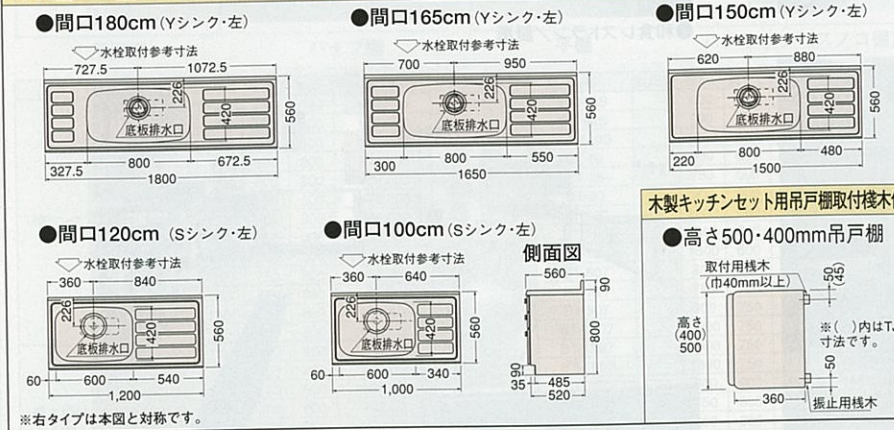 ●間口180cm(Yシンク・左)
水栓取付参考寸法
727.5 1072.5
226
420
560
底板排水口
327.5 800 672.5
1800
●間口165cm(Yシンク・左)
水栓取付参考寸法
700 950
226
420
560
底板排水口
300 800 550
1650
●間口150cm(Yシンク・左)
水栓取付参考寸法
620 880
226
420
560
底板排水口
220 800 480
1500
●間口120cm(Sシンク・左)
水栓取付参考寸法
360 840
226
420
560
底板排水口
60 600 540
1,200
●間口100cm(Sシンク・左)
水栓取付参考寸法
360 640
226
420
560
底板排水口
60 600 340
1,000
側面図
560
90
800
90
35 485
520
※右タイプは本図と対称です。
木製キッチンセット用吊戸棚取付棧木
●高さ500・400mm吊戸棚
取付用桟木
(巾40mm以上)
50
(45)
高さ
(400)
500
※( )内はTJ
寸法です。
50
360
振止用桟木